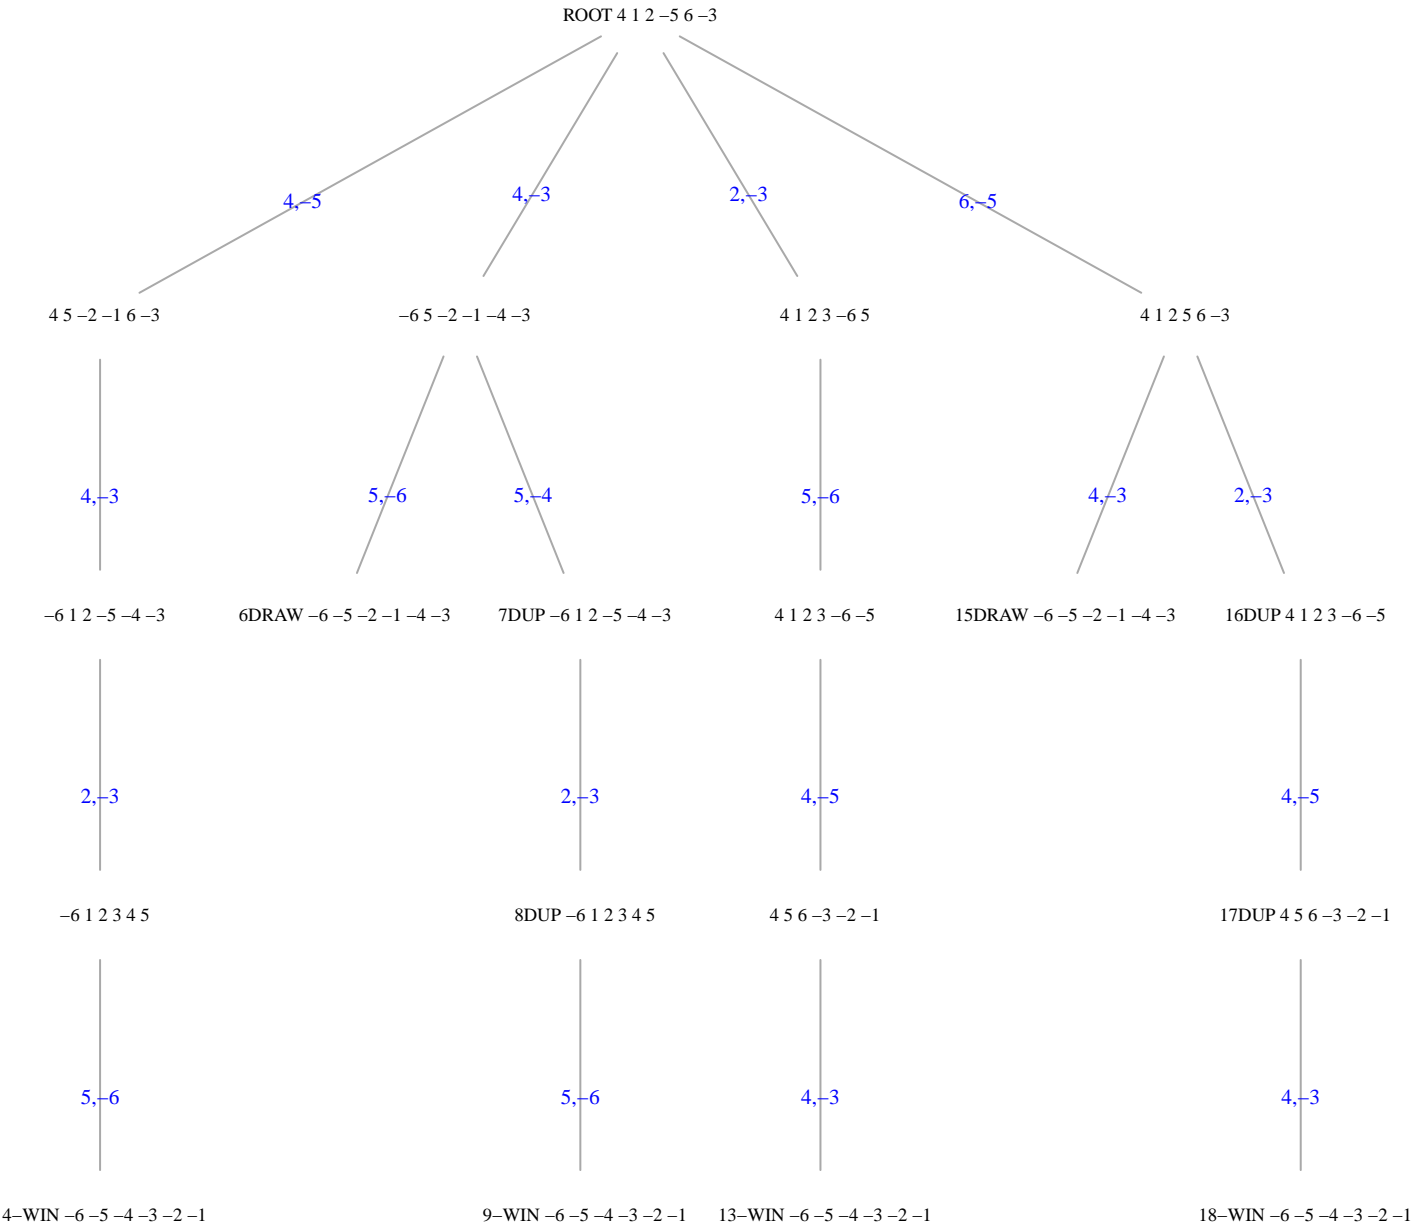 ROOT 4 1 2 –5 6 –3
4,–5
4,–3
2,–3
6,–5
4 5 –2 –1 6 –3
–6 5 –2 –1 –4 –3
4 1 2 3 –6 5
4 1 2 5 6 –3
4,–3
5,–6
5,–4
5,–6
4,–3
2,–3
–6 1 2 –5 –4 –3
6DRAW –6 –5 –2 –1 –4 –3
7DUP –6 1 2 –5 –4 –3
4 1 2 3 –6 –5
15DRAW –6 –5 –2 –1 –4 –3
16DUP 4 1 2 3 –6 –5
2,–3
2,–3
4,–5
4,–5
–6 1 2 3 4 5
8DUP –6 1 2 3 4 5
4 5 6 –3 –2 –1
17DUP 4 5 6 –3 –2 –1
5,–6
5,–6
4,–3
4,–3
4–WIN –6 –5 –4 –3 –2 –1
9–WIN –6 –5 –4 –3 –2 –1
13–WIN –6 –5 –4 –3 –2 –1
18–WIN –6 –5 –4 –3 –2 –1